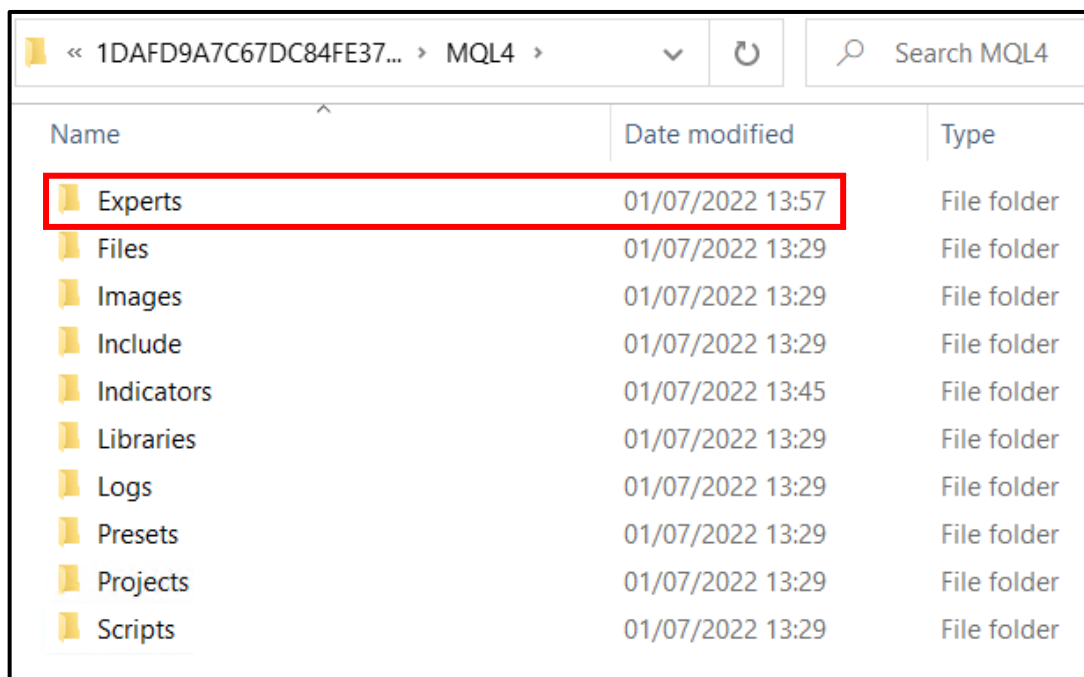 « 1DAFD9A7C67DC84FE37... › MQL4 › Search MQL4
Name Date modified Type
Experts 01/07/2022 13:57 File folder
Files 01/07/2022 13:29 File folder
Images 01/07/2022 13:29 File folder
Include 01/07/2022 13:29 File folder
Indicators 01/07/2022 13:45 File folder
Libraries 01/07/2022 13:29 File folder
Logs 01/07/2022 13:29 File folder
Presets 01/07/2022 13:29 File folder
Projects 01/07/2022 13:29 File folder
Scripts 01/07/2022 13:29 File folder